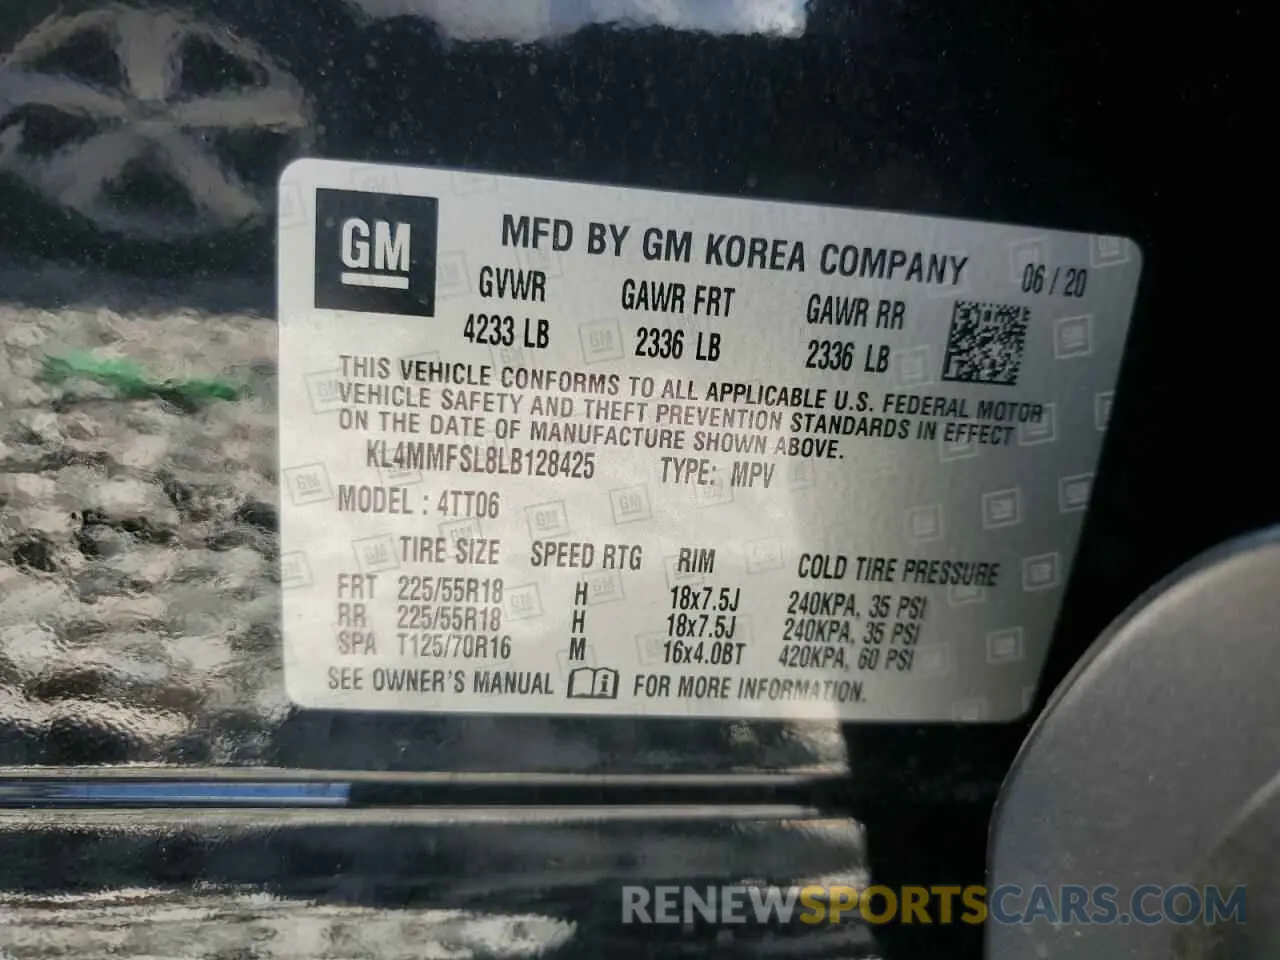 GM
MFD BY GM KOREA COMPANY 06 / 20
GVWR GAWR FRT GAWR RR
4233 LB 2336 LB 2336 LB
THIS VEHICLE CONFORMS TO ALL APPLICABLE U.S. FEDERAL MOTOR
VEHICLE SAFETY AND THEFT PREVENTION STANDARDS IN EFFECT
ON THE DATE OF MANUFACTURE SHOWN ABOVE.
KL4MMFSL8LB128425 TYPE: MPV
MODEL : 4TT06
TIRE SIZE SPEED RTG RIM COLD TIRE PRESSURE
FRT 225/55R18 H 18x7.5J 240KPA, 35 PSI
RR 225/55R18 H 18x7.5J 240KPA, 35 PSI
SPA T125/70R16 M 16x4.0BT 420KPA, 60 PSI
SEE OWNER'S MANUAL FOR MORE INFORMATION.
RENEWSPORTSCARS.COM